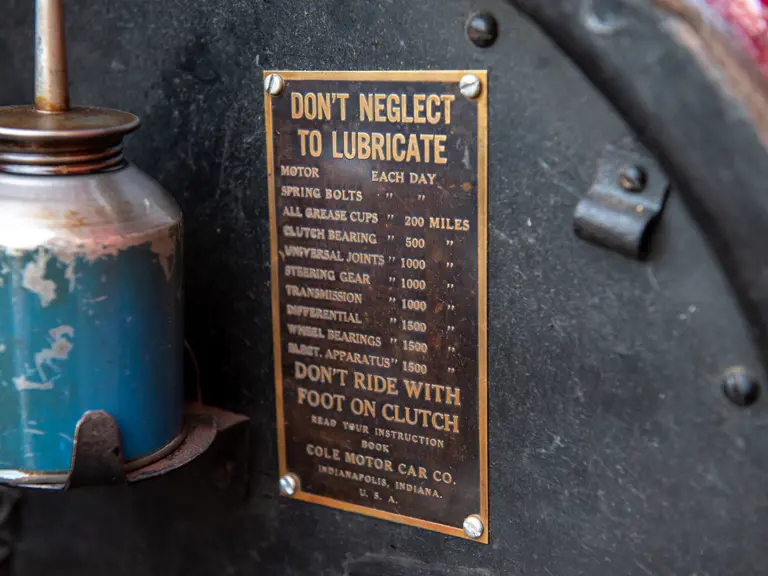 DON'T NEGLECT
TO LUBRICATE
MOTOR EACH DAY
SPRING BOLTS " "
ALL GREASE CUPS " 200 MILES
CLUTCH BEARING " 500 "
UNIVERSAL JOINTS " 1000 "
STEERING GEAR " 1000 "
TRANSMISSION " 1000 "
DIFFERENTIAL " 1500 "
WHEEL BEARINGS " 1500 "
ELECT. APPARATUS " 1500 "
DON'T RIDE WITH
FOOT ON CLUTCH
READ YOUR INSTRUCTION
BOOK
COLE MOTOR CAR CO.
INDIANAPOLIS, INDIANA.
U. S. A.